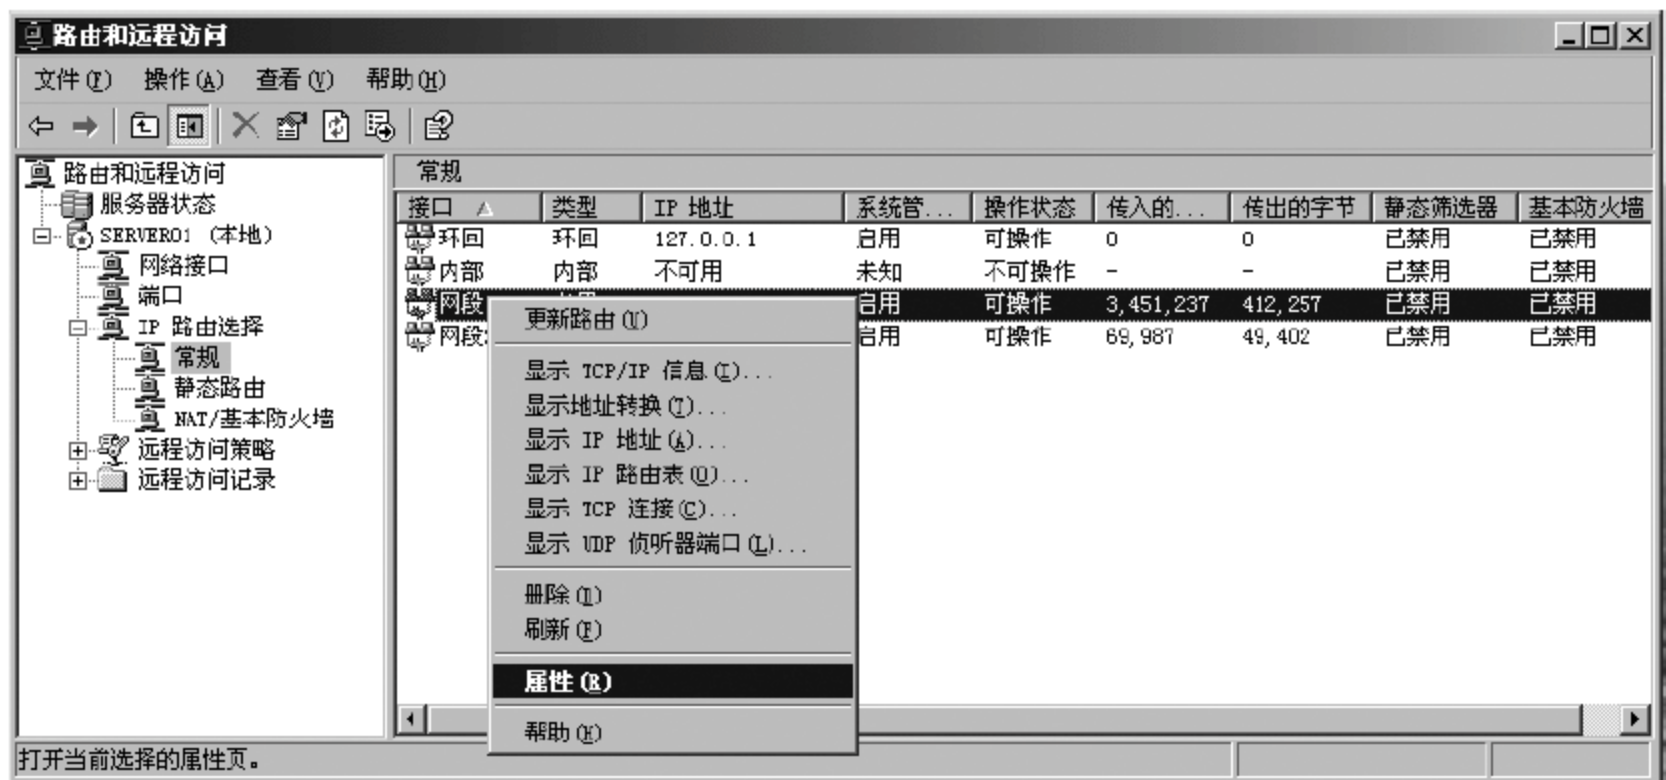 路由和远程访问
文件(F) 操作(A) 查看(V) 帮助(H)
路由和远程访问
服务器状态
SERVER01 (本地)
网络接口
端口
IP 路由选择
常规
静态路由
NAT/基本防火墙
远程访问策略
远程访问记录
常规
接口 类型 IP 地址 系统管... 操作状态 传入的... 传出的字节 静态筛选器 基本防火墙
环回 环回 127.0.0.1 启用 可操作 0 0 已禁用 已禁用
内部 内部 不可用 未知 不可操作 - - 已禁用 已禁用
网段 启用 可操作 3,451,237 412,257 已禁用 已禁用
网段 启用 可操作 69,987 49,402 已禁用 已禁用
更新路由(U)
显示 TCP/IP 信息(I)...
显示地址转换(T)...
显示 IP 地址(A)...
显示 IP 路由表(O)...
显示 TCP 连接(C)...
显示 UDP 侦听器端口(L)...
删除(D)
刷新(F)
属性(R)
帮助(H)
打开当前选择的属性页。